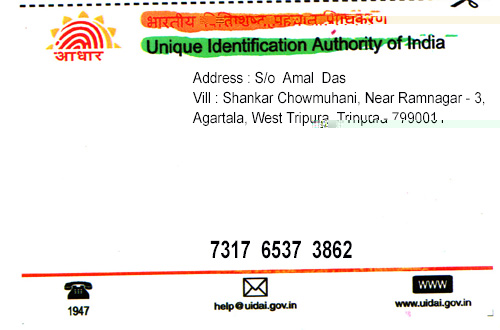 भारतीय पहचान
Unique Identification Authority of India
आधार
Address : S/o Amal Das
Vill : Shankar Chowmuhani, Near Ramnagar - 3,
Agartala, West Tripura,
7317 6537 3862
1947
help@uidai.gov.in
WWW
www.uidai.gov.in